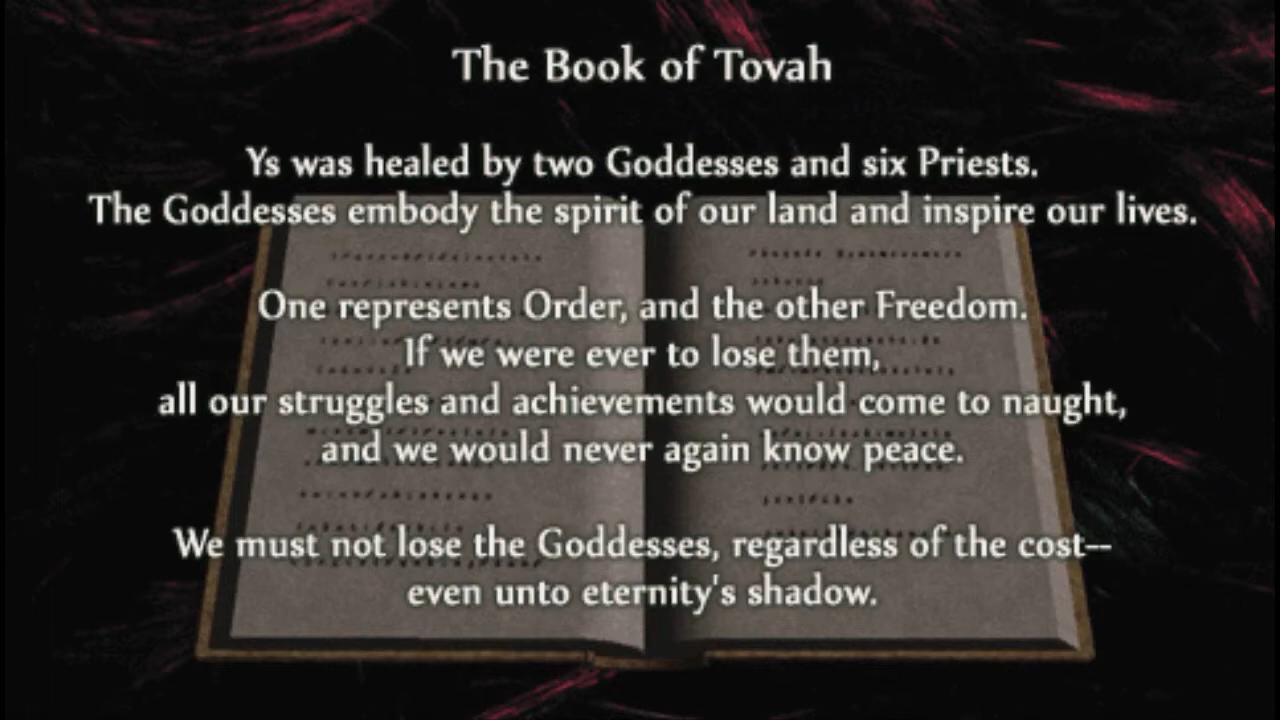 The Book of Tovah
Ys was healed by two Goddesses and six Priests.
The Goddesses embody the spirit of our land and inspire our lives.
One represents Order, and the other Freedom.
If we were ever to lose them,
all our struggles and achievements would come to naught,
and we would never again know peace.
We must not lose the Goddesses, regardless of the cost--
even unto eternity's shadow.